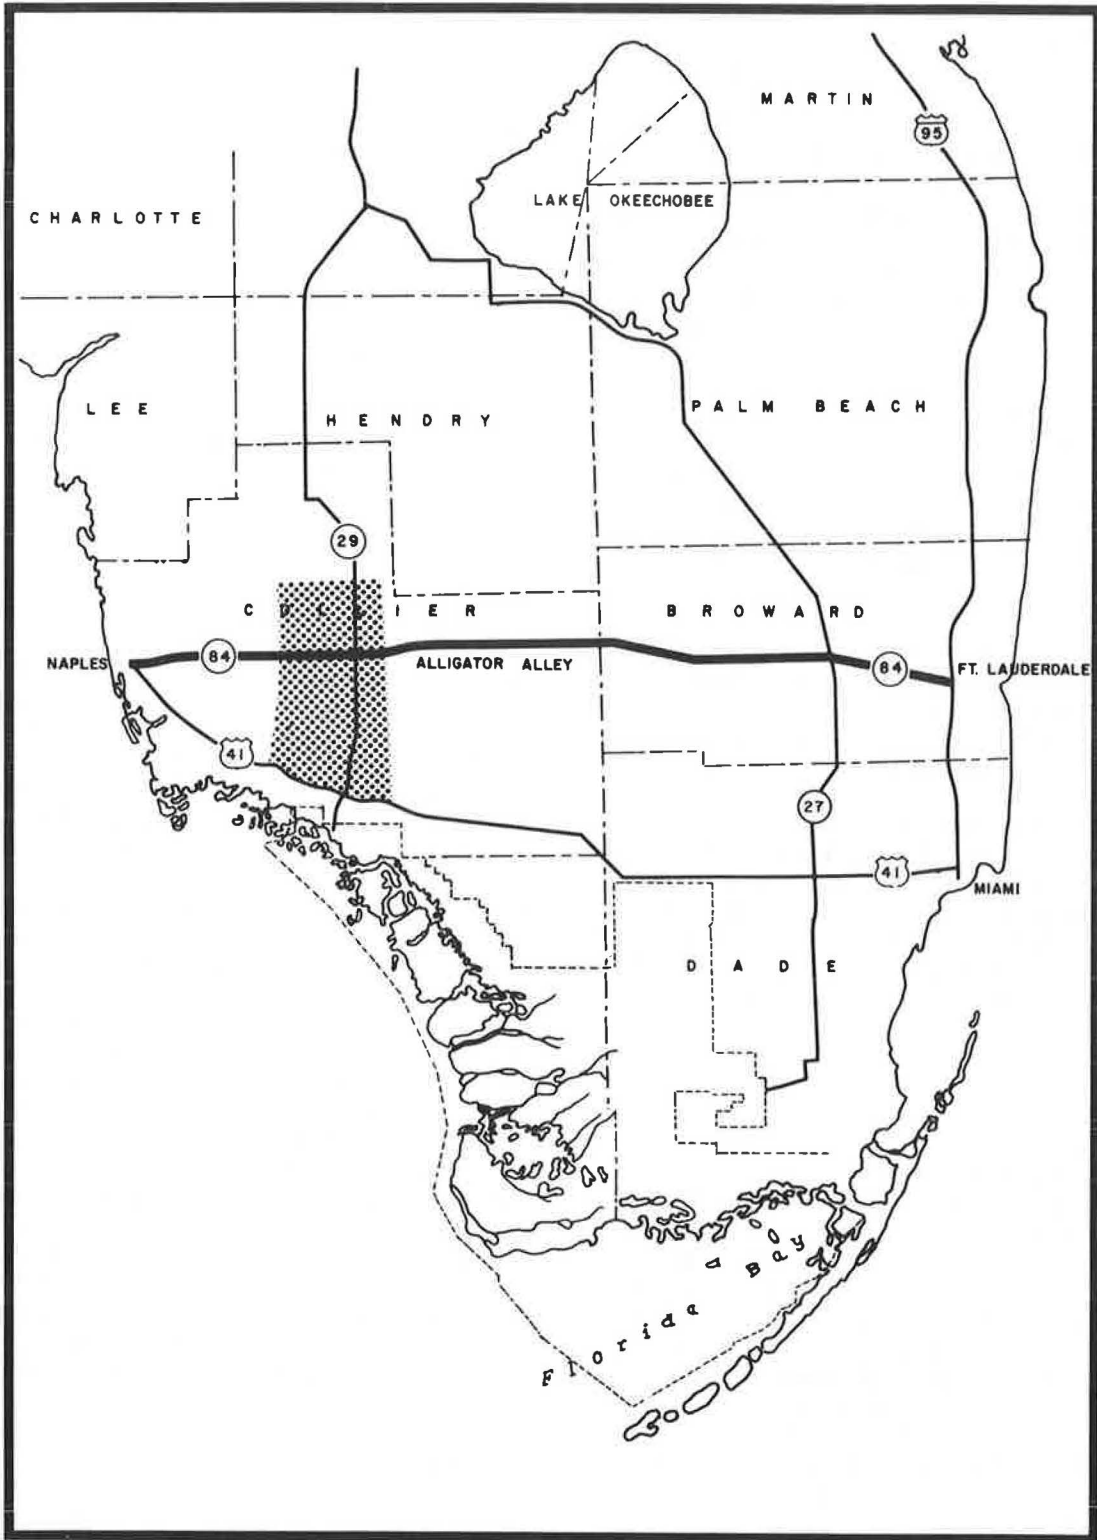 MARTIN
95
LAKE OKEECHOBEE
CHARLOTTE
LEE
HENDRY
PALM BEACH
29
COLLIER
BROWARD
NAPLES
84
ALLIGATOR ALLEY
84
FT. LAUDERDALE
41
27
41
MIAMI
DADE
Florida Bay